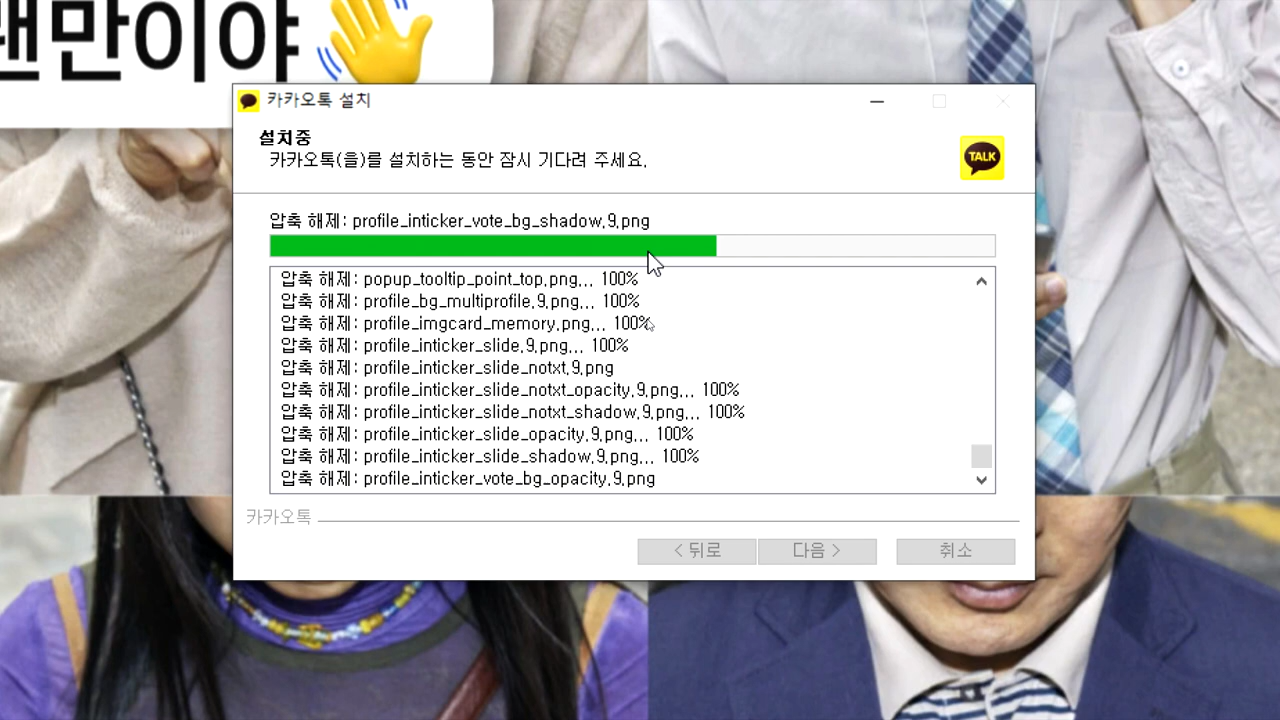 랜만이야
카카오톡 설치
설치중
카카오톡(을)를 설치하는 동안 잠시 기다려 주세요.
TALK
압축 해제: profile_inticker_vote_bg_shadow.9.png
압축 해제: popup_tooltip_point_top.png... 100%
압축 해제: profile_bg_multiprofile.9.png... 100%
압축 해제: profile_imgcard_memory.png... 100%
압축 해제: profile_inticker_slide.9.png... 100%
압축 해제: profile_inticker_slide_notxt.9.png
압축 해제: profile_inticker_slide_notxt_opacity.9.png... 100%
압축 해제: profile_inticker_slide_notxt_shadow.9.png... 100%
압축 해제: profile_inticker_slide_opacity.9.png... 100%
압축 해제: profile_inticker_slide_shadow.9.png... 100%
압축 해제: profile_inticker_vote_bg_opacity.9.png
카카오톡
< 뒤로 다음 > 취소